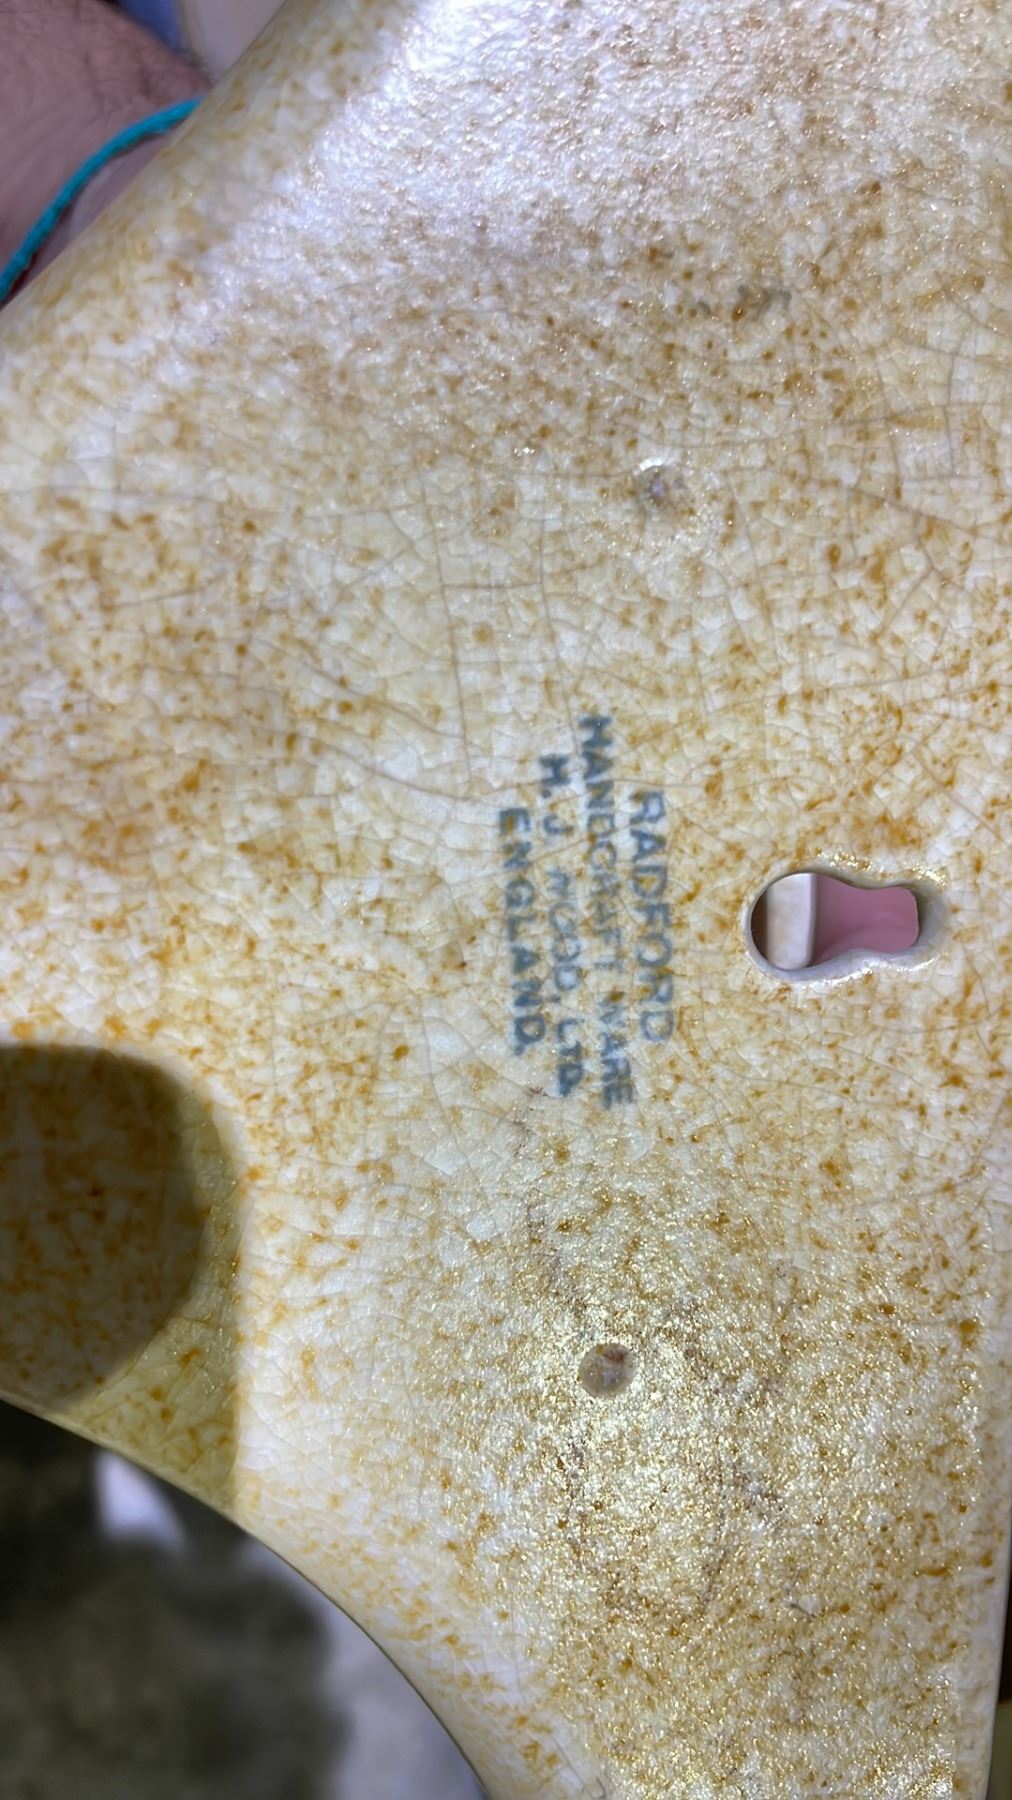 RADFORD
HANDCRAFT WARE
H. J. WOOD LTD.
ENGLAND.